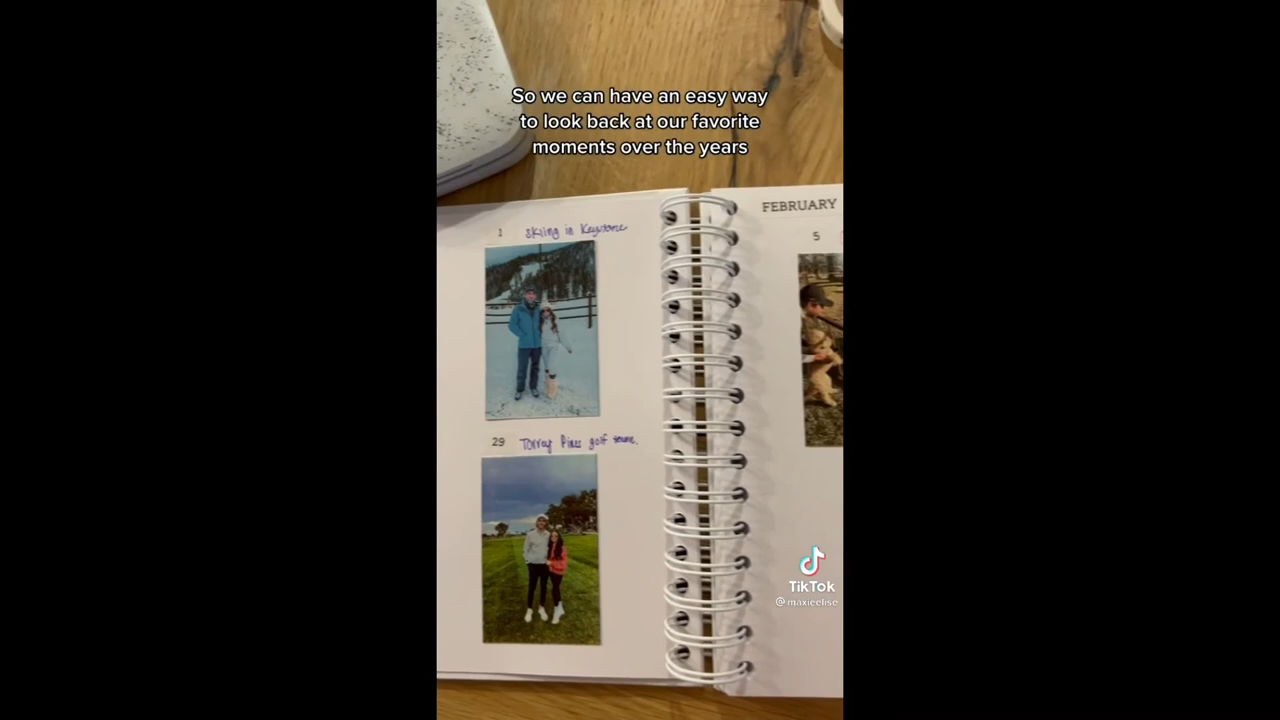 So we can have an easy way
to look back at our favorite
moments over the years
FEBRUARY
1 Skiing in Keystone
5
29 Torrey Pines golf tourn.
TikTok
@maxieelise